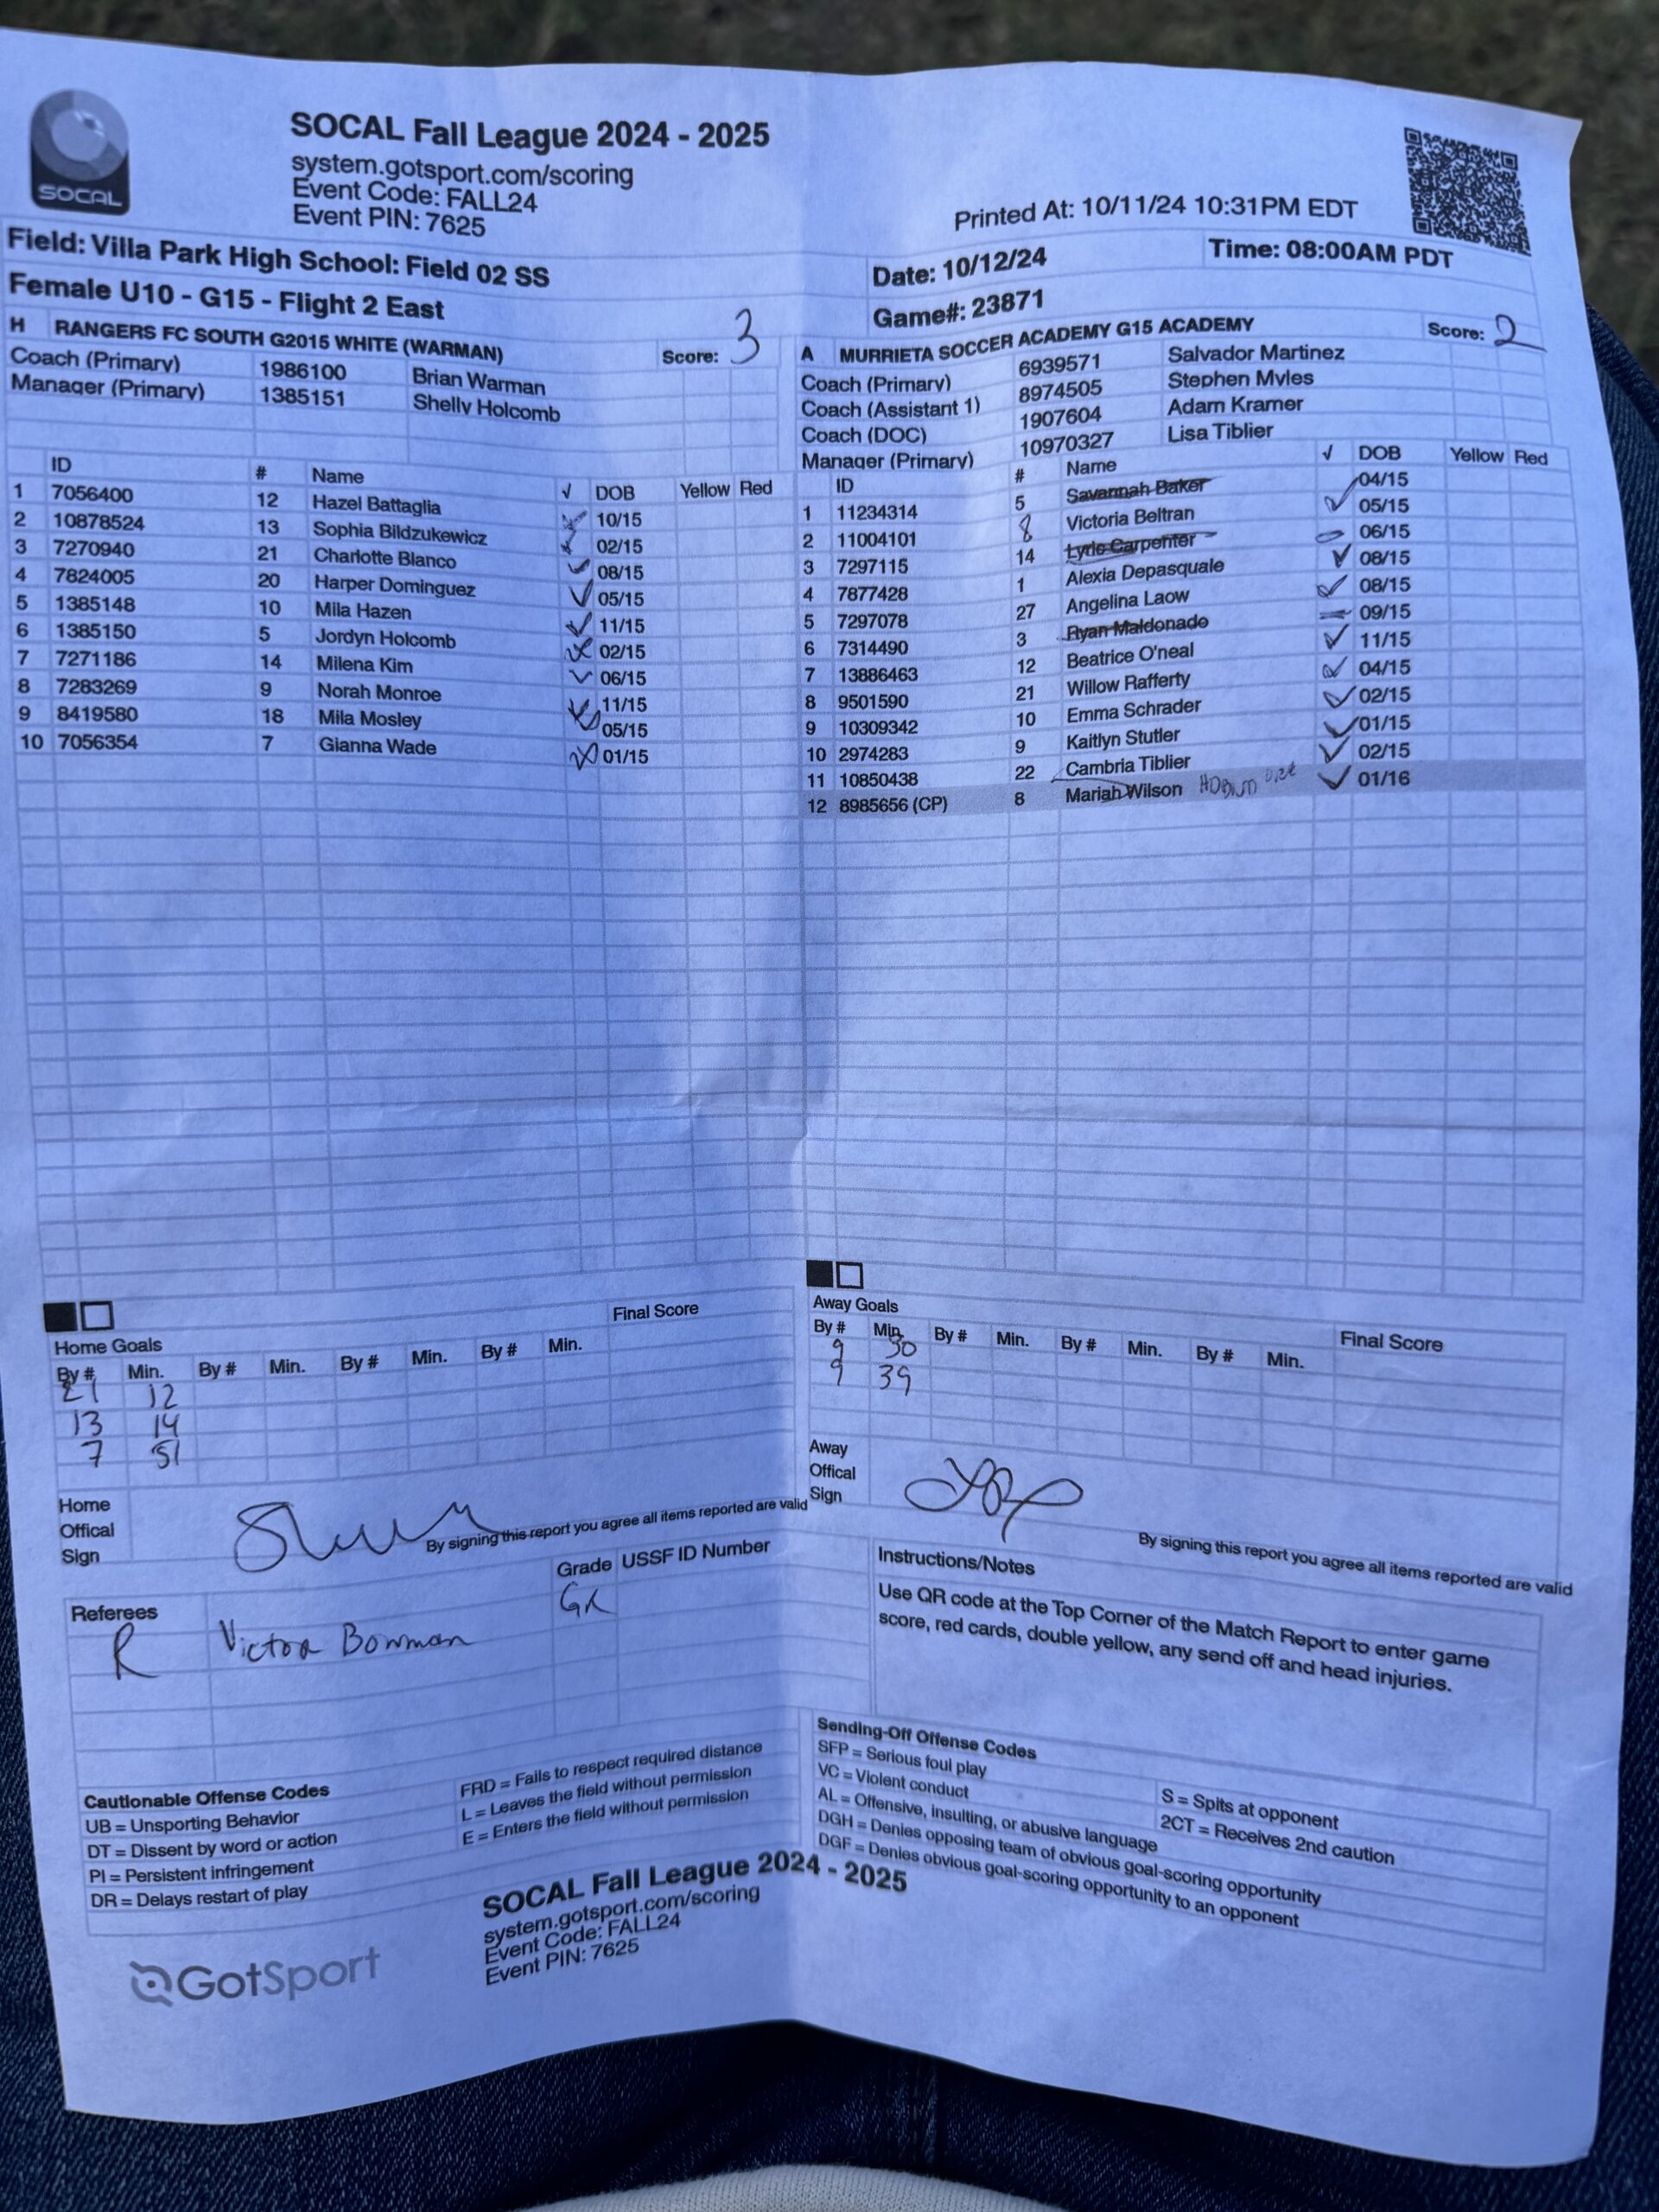 SOCAL
SOCAL Fall League 2024 - 2025
system.gotsport.com/scoring
Event Code: FALL24
Event PIN: 7625
Printed At: 10/11/24 10:31PM EDT
Field: Villa Park High School: Field 02 SS
Date: 10/12/24 Time: 08:00AM PDT
Female U10 - G15 - Flight 2 East
Game#: 23871
H RANGERS FC SOUTH G2015 WHITE (WARMAN) Score: 3
Coach (Primary) 1986100 Brian Warman
Manager (Primary) 1385151 Shelly Holcomb
ID # Name √ DOB Yellow Red
1 7056400 12 Hazel Battaglia 10/15
2 10878524 13 Sophia Bildzukewicz 02/15
3 7270940 21 Charlotte Blanco 08/15
4 7824005 20 Harper Dominguez 05/15
5 1385148 10 Mila Hazen 11/15
6 1385150 5 Jordyn Holcomb 02/15
7 7271186 14 Milena Kim 06/15
8 7283269 9 Norah Monroe 11/15
9 8419580 18 Mila Mosley 05/15
10 7056354 7 Gianna Wade 01/15
A MURRIETA SOCCER ACADEMY G15 ACADEMY Score: 2
Coach (Primary) 6939571 Salvador Martinez
Coach (Assistant 1) 8974505 Stephen Myles
Coach (DOC) 1907604 Adam Kramer
Manager (Primary) 10970327 Lisa Tiblier
ID # Name √ DOB Yellow Red
1 11234314 5 Savannah Baker 04/15
2 11004101 8 Victoria Beltran 05/15
3 7297115 14 Lyric Carpenter 06/15
4 7877428 1 Alexia Depasquale 08/15
5 7297078 27 Angelina Laow 08/15
6 7314490 3 Ryan Maldonado 09/15
7 13886463 12 Beatrice O'neal 11/15
8 9501590 21 Willow Rafferty 04/15
9 10309342 10 Emma Schrader 02/15
10 2974283 9 Kaitlyn Stutler 01/15
11 10850438 22 Cambria Tiblier 02/15
12 8985656 (CP) 8 Mariah Wilson 01/16
Home Goals Final Score
By # Min. By # Min. By # Min. By # Min.
21 12
13 14
7 51
Away Goals Final Score
By # Min. By # Min. By # Min. By # Min.
9 30
9 39
Home
Offical
Sign
By signing this report you agree all items reported are valid
Away
Offical
Sign
By signing this report you agree all items reported are valid
Referees Grade USSF ID Number
R Victor Bowman GR
Instructions/Notes
Use QR code at the Top Corner of the Match Report to enter game
score, red cards, double yellow, any send off and head injuries.
Cautionable Offense Codes
UB = Unsporting Behavior
DT = Dissent by word or action
PI = Persistent infringement
DR = Delays restart of play
FRD = Fails to respect required distance
L = Leaves the field without permission
E = Enters the field without permission
Sending-Off Offense Codes
SFP = Serious foul play
VC = Violent conduct
AL = Offensive, insulting, or abusive language
DGH = Denies opposing team of obvious goal-scoring opportunity
DGF = Denies obvious goal-scoring opportunity to an opponent
S = Spits at opponent
2CT = Receives 2nd caution
GotSport
SOCAL Fall League 2024 - 2025
system.gotsport.com/scoring
Event Code: FALL24
Event PIN: 7625